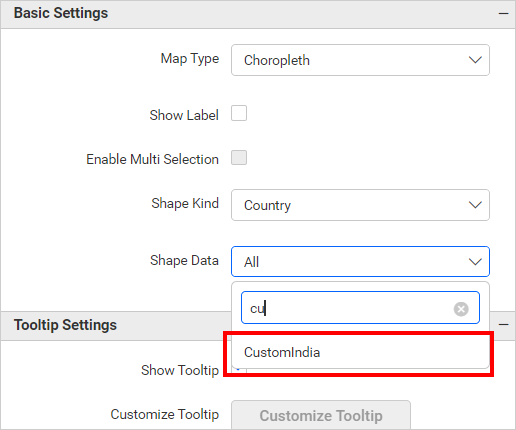 Basic Settings
Map Type
Choropleth
Show Label
Enable Multi Selection
Shape Kind
Country
Shape Data
All
cu
Tooltip Settings
CustomIndia
Show Tooltip
Customize Tooltip
Customize Tooltip